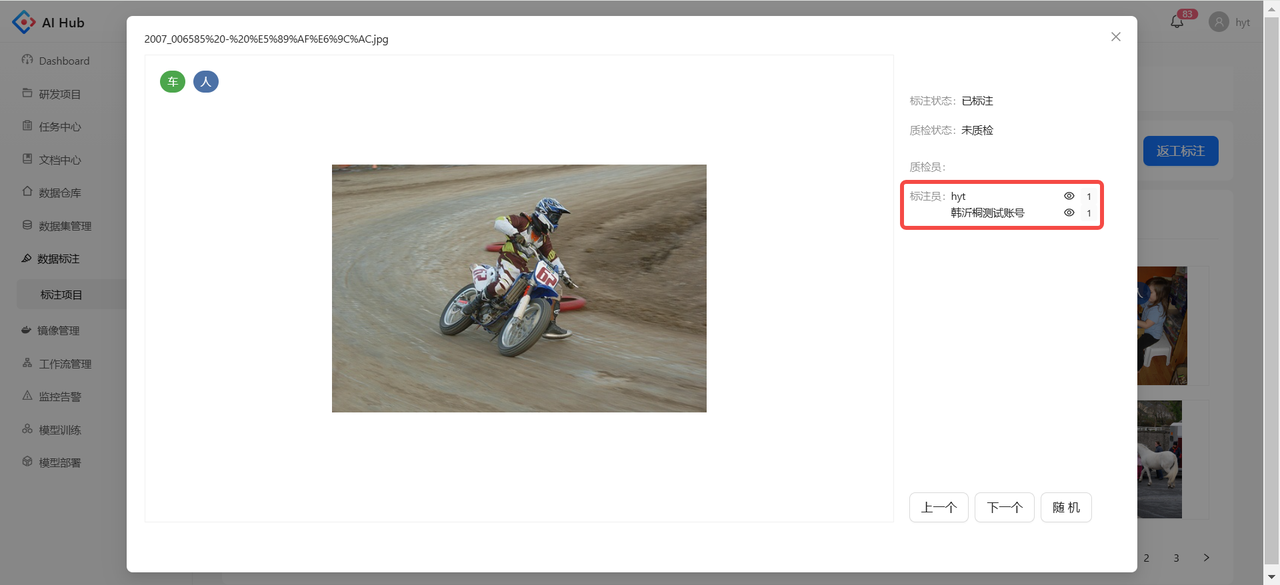 AI Hub
83
hyt
Dashboard
研发项目
任务中心
文档中心
数据仓库
数据集管理
数据标注
标注项目
镜像管理
工作流管理
监控告警
模型训练
模型部署
2007_006585%20-%20%E5%89%AF%E6%9C%AC.jpg
车 人
62
标注状态: 已标注
质检状态: 未质检
质检员:
标注员: hyt 1
韩沂桐测试账号 1
上一个 下一个 随机
返工标注
2 3